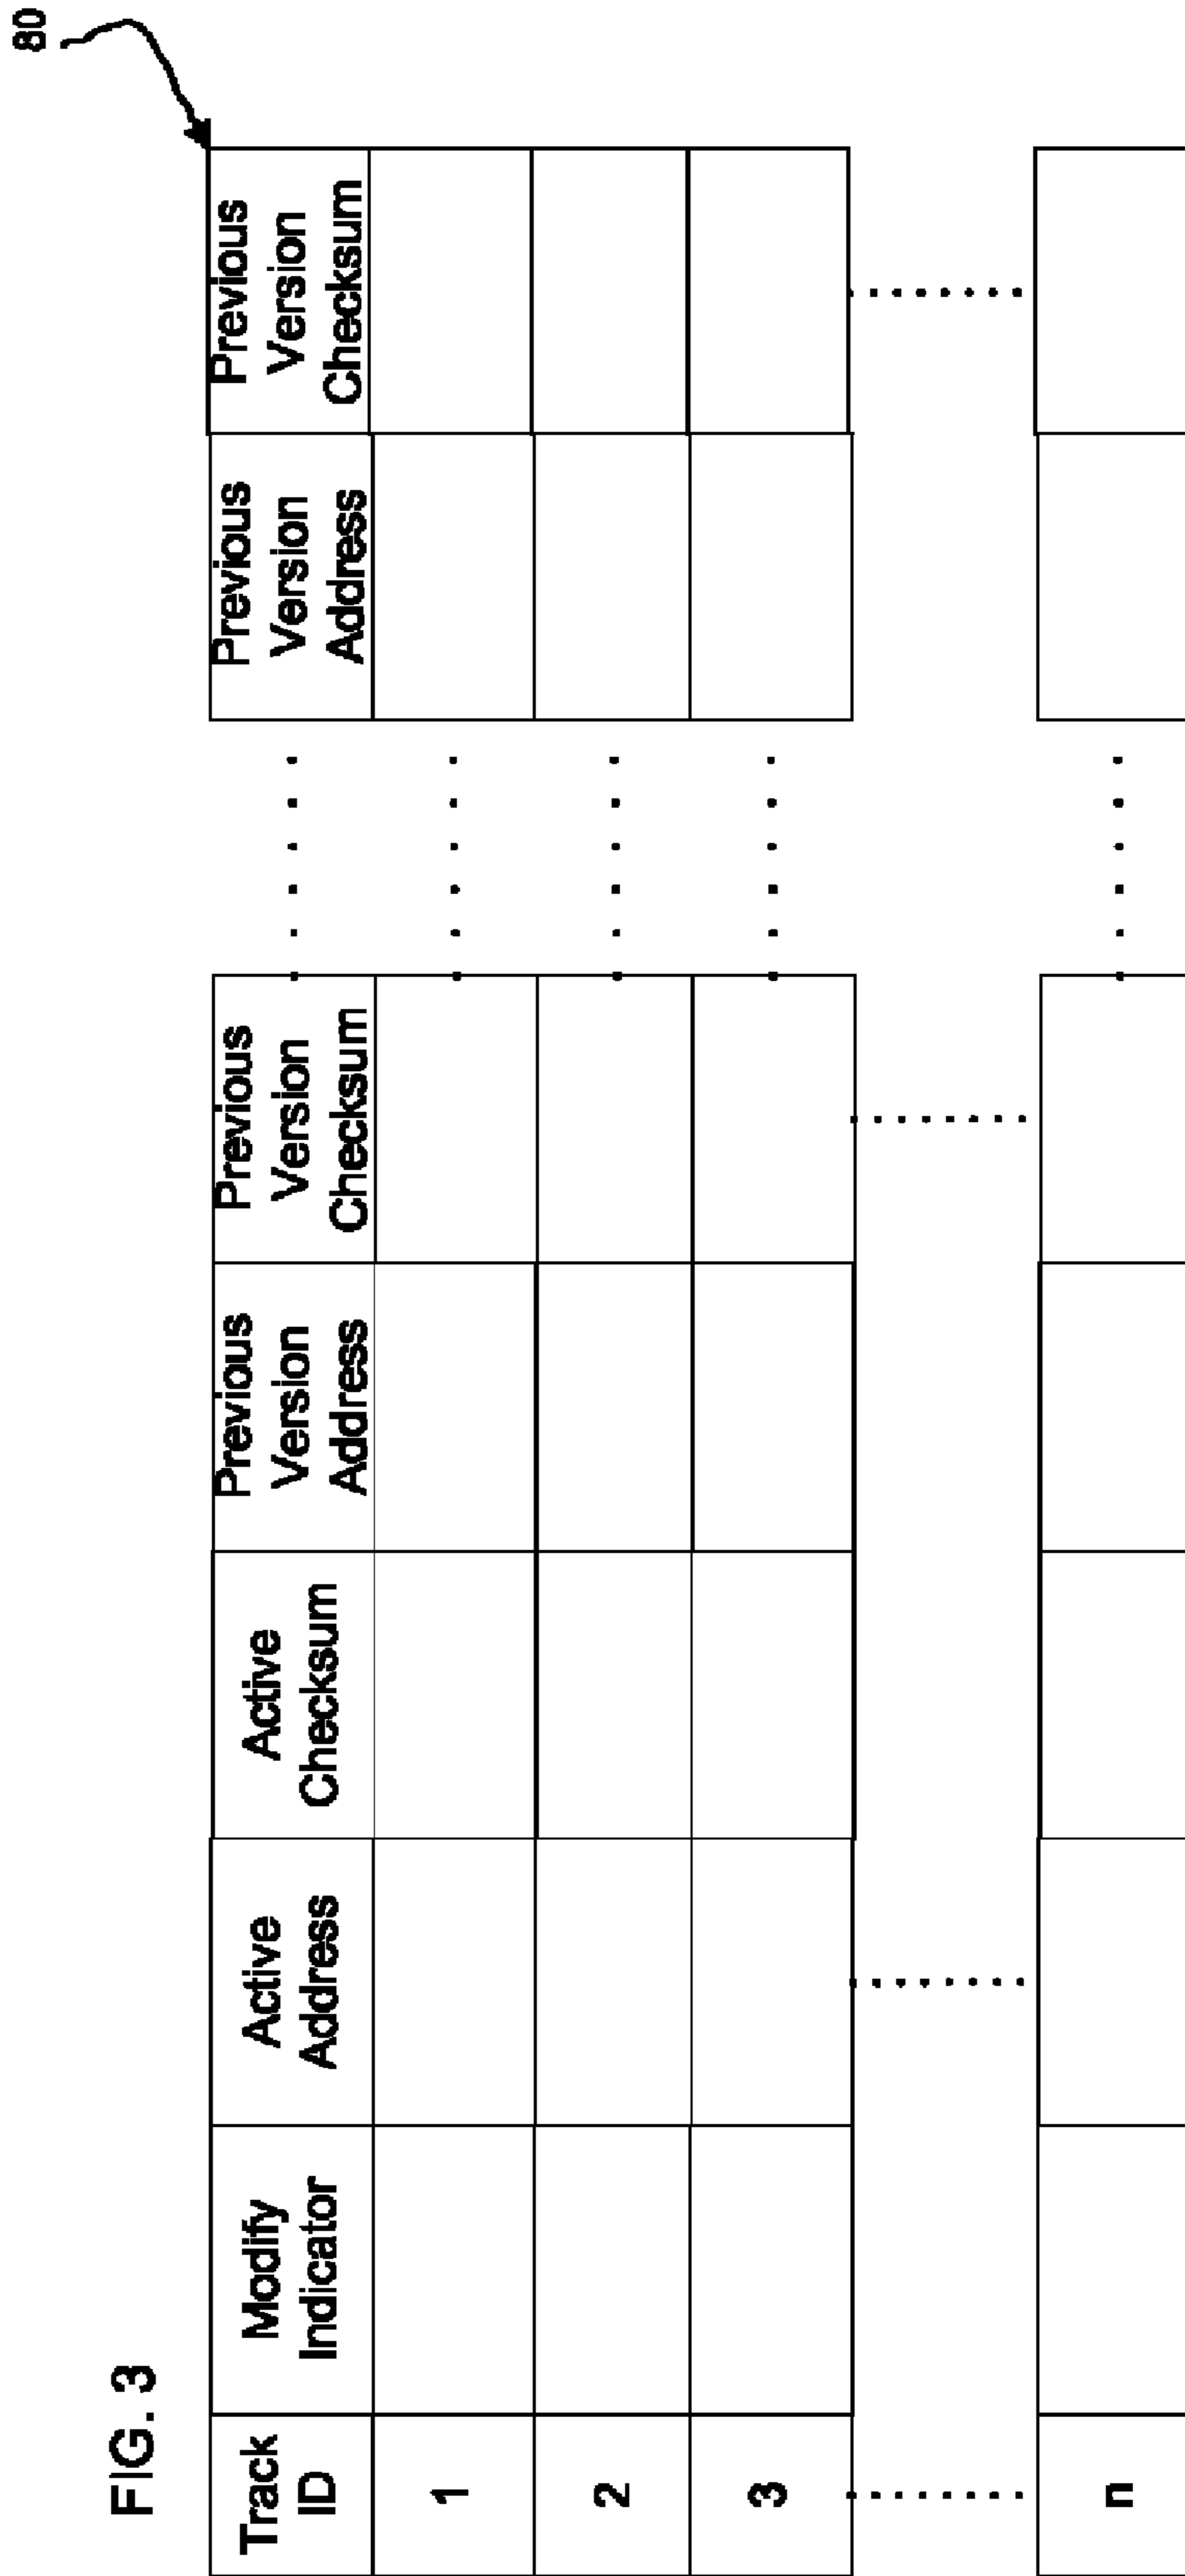 FIG. 3
80
Track
ID
Modify
Indicator
Active
Address
Active
Checksum
Previous
Version
Address
Previous
Version
Checksum
Previous
Version
Address
Previous
Version
Checksum
1
2
3
n